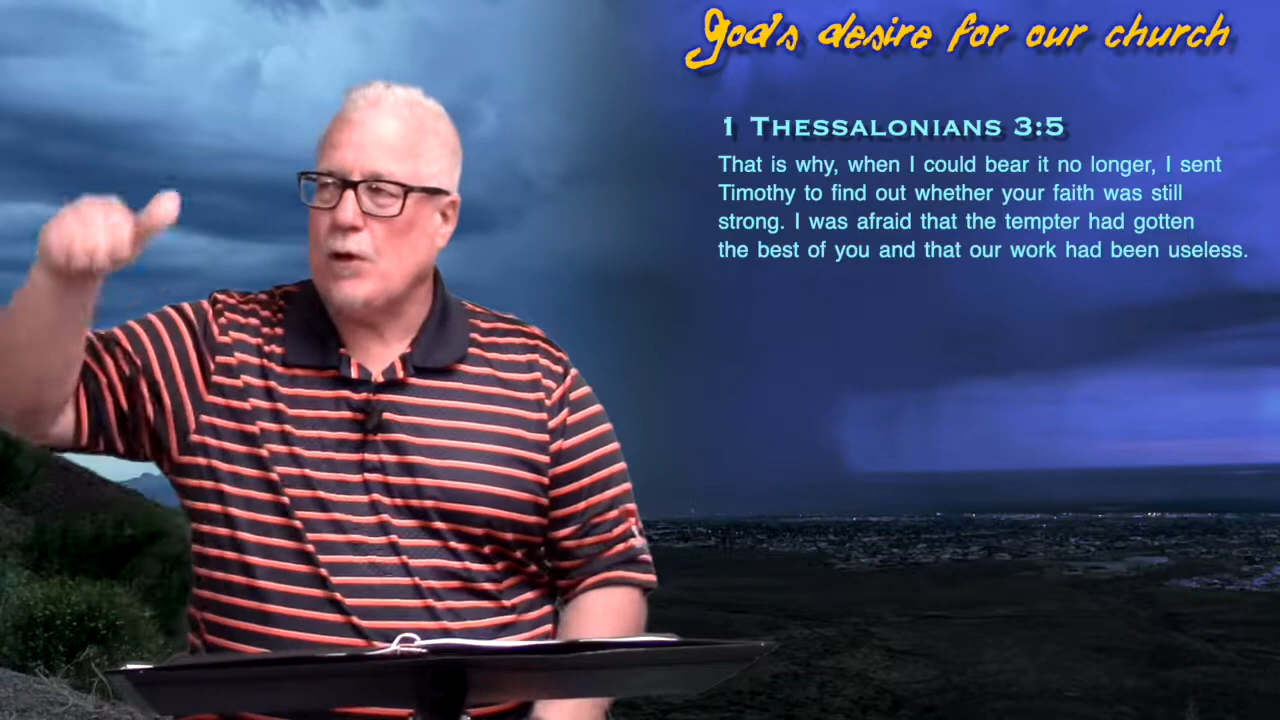 God's desire for our church
1 Thessalonians 3:5
That is why, when I could bear it no longer, I sent
Timothy to find out whether your faith was still
strong. I was afraid that the tempter had gotten
the best of you and that our work had been useless.